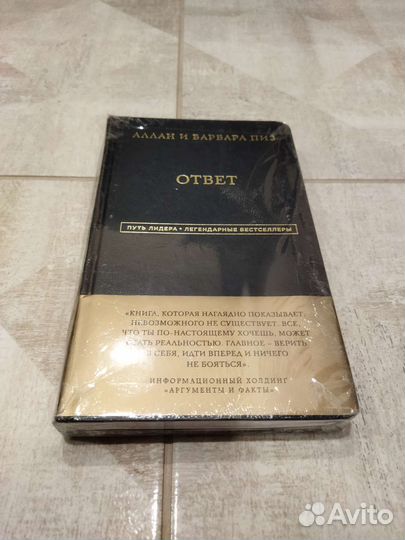 АЛЛАН И БАРБАРА ПИЗ
ОТВЕТ
ПУТЬ ЛИДЕРА • ЛЕГЕНДАРНЫЕ БЕСТСЕЛЛЕРЫ
«КНИГА, КОТОРАЯ НАГЛЯДНО ПОКАЗЫВАЕТ:
НЕВОЗМОЖНОГО НЕ СУЩЕСТВУЕТ. ВСЕ,
ЧТО ТЫ ПО-НАСТОЯЩЕМУ ХОЧЕШЬ, МОЖЕТ
СТАТЬ РЕАЛЬНОСТЬЮ. ГЛАВНОЕ – ВЕРИТЬ
В СЕБЯ, ИДТИ ВПЕРЕД И НИЧЕГО
НЕ БОЯТЬСЯ».
ИНФОРМАЦИОННЫЙ ХОЛДИНГ
«АРГУМЕНТЫ И ФАКТЫ»
Avito